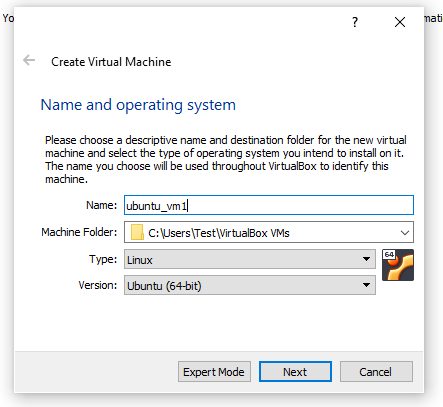 Yo
mati
?
Create Virtual Machine
Name and operating system
Please choose a descriptive name and destination folder for the new virtual
machine and select the type of operating system you intend to install on it.
The name you choose will be used throughout VirtualBox to identify this
machine.
Name: ubuntu_vm1
Machine Folder: C:\Users\Test\VirtualBox VMs
Type: Linux
64
Version: Ubuntu (64-bit)
Expert Mode Next Cancel